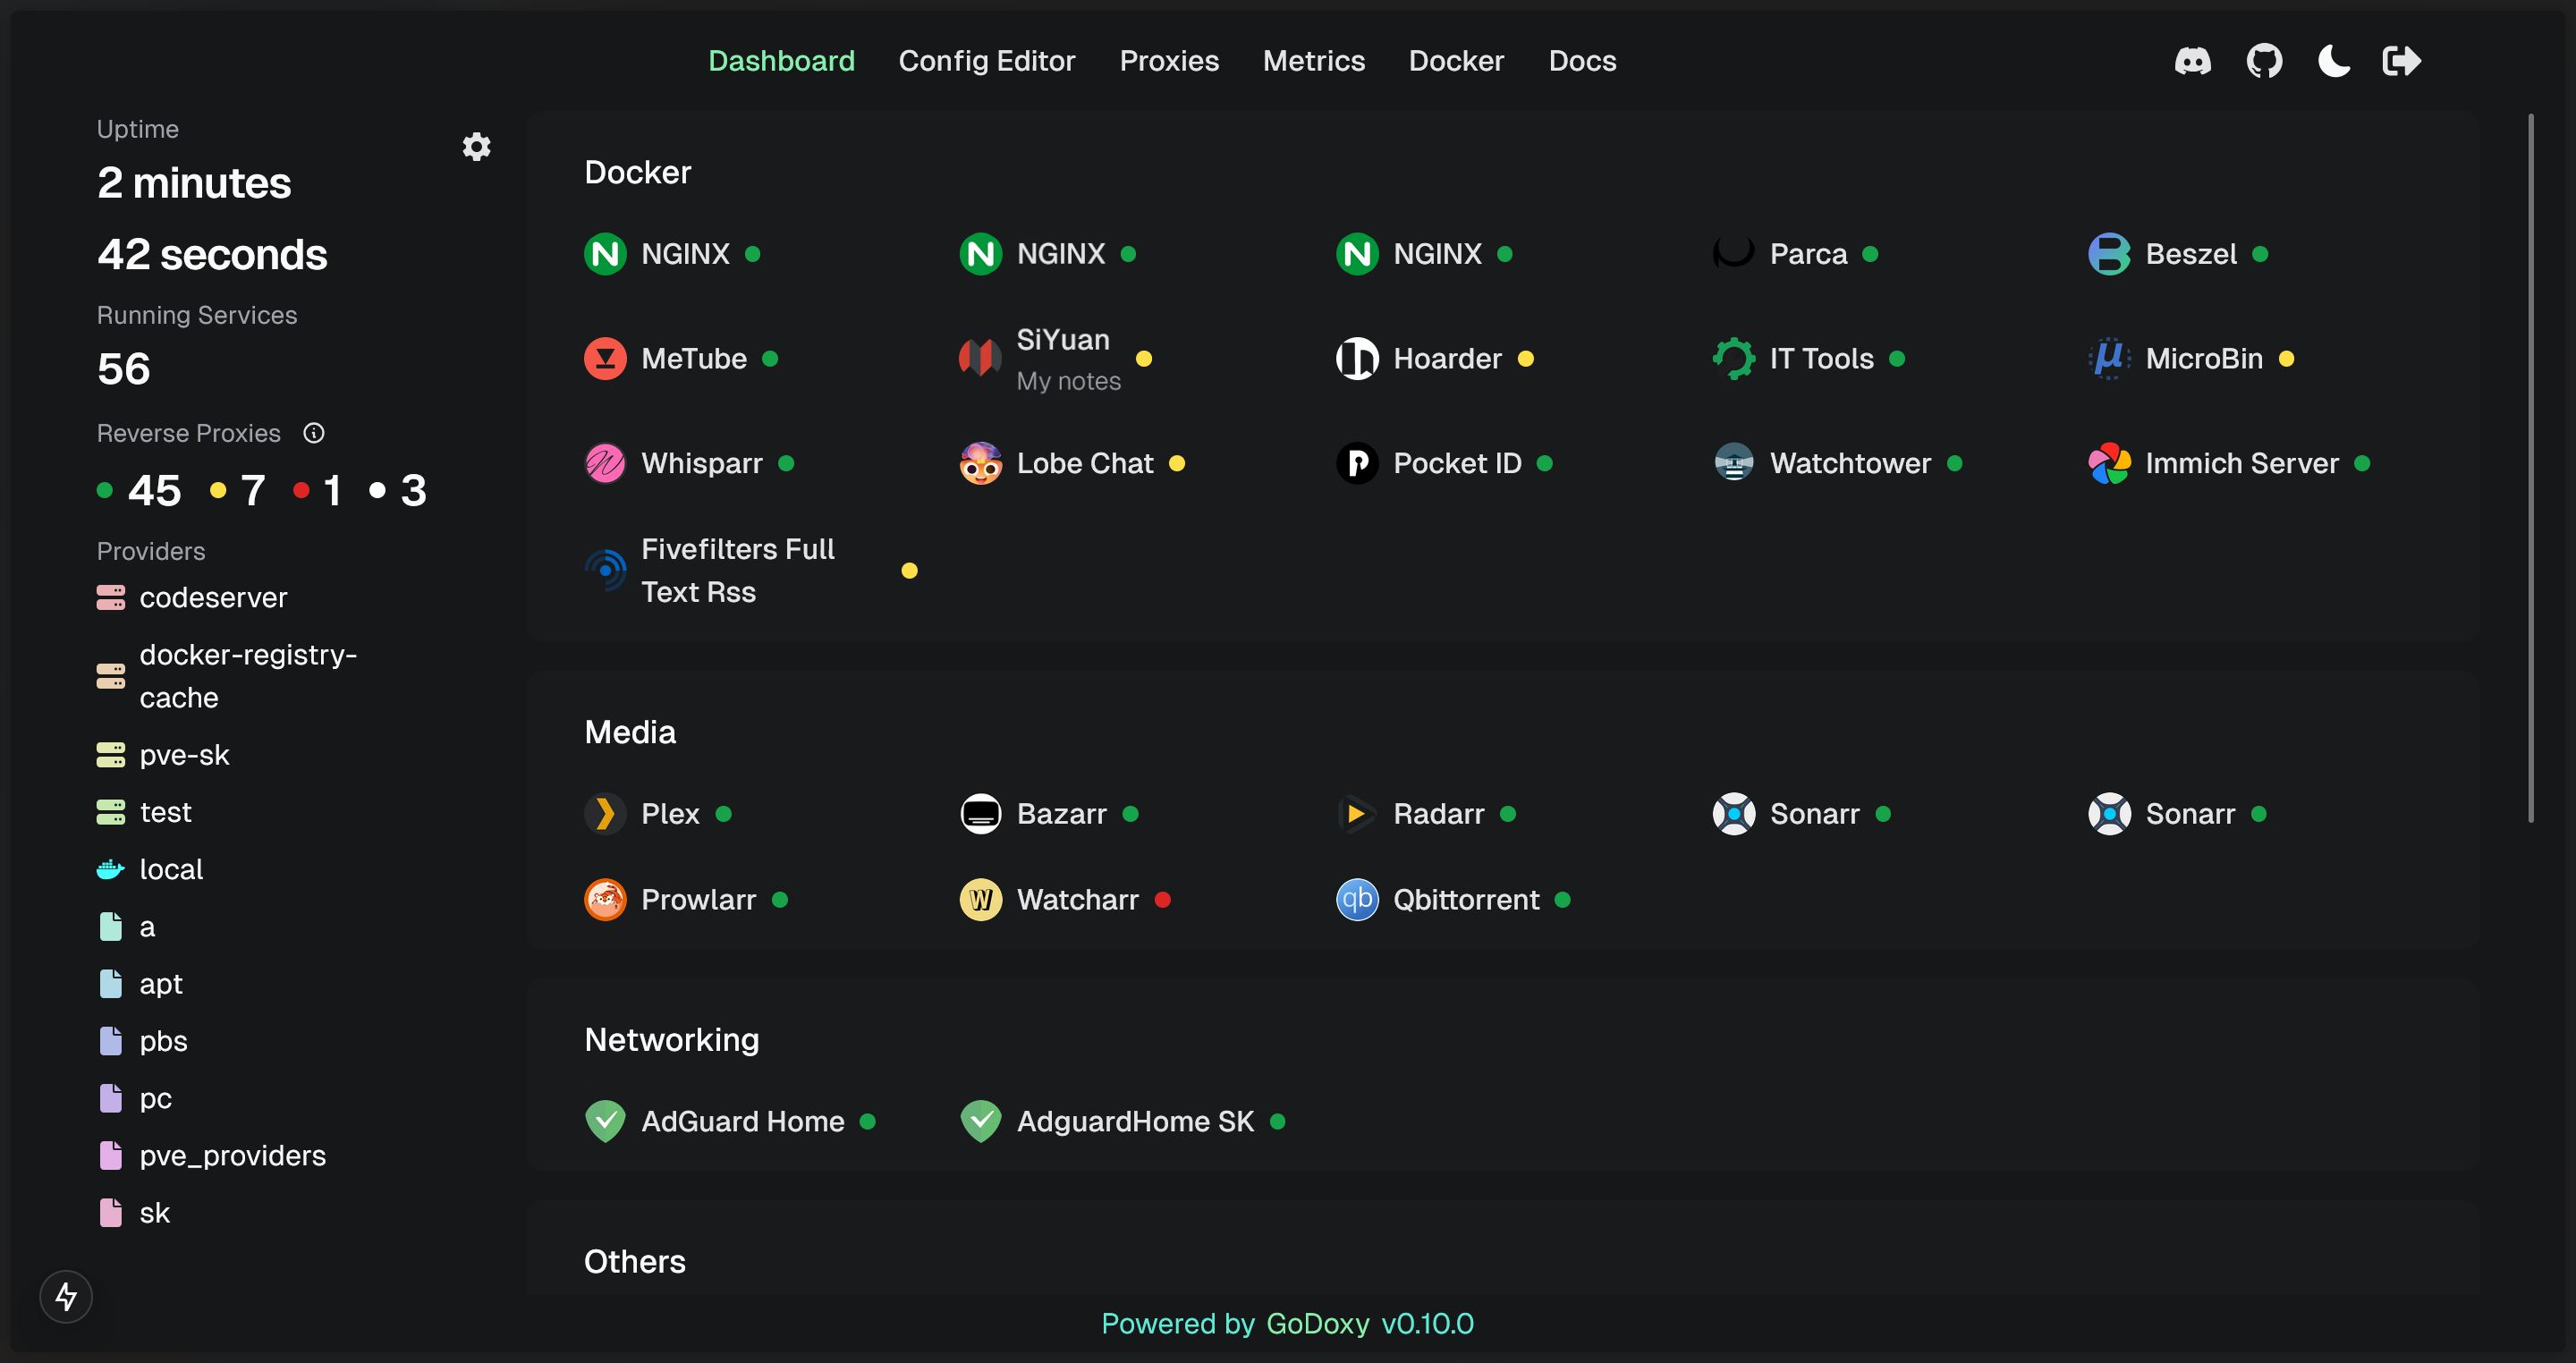 Dashboard Config Editor Proxies Metrics Docker Docs
Uptime
2 minutes
42 seconds
Running Services
56
Reverse Proxies
45 7 1 3
Providers
codeserver
docker-registry-
cache
pve-sk
test
local
a
apt
pbs
pc
pve_providers
sk
Docker
NGINX NGINX NGINX Parca Beszel
MeTube SiYuan Hoarder IT Tools MicroBin
My notes
Whisparr Lobe Chat Pocket ID Watchtower Immich Server
Fivefilters Full
Text Rss
Media
Plex Bazarr Radarr Sonarr Sonarr
Prowlarr Watcharr qb Qbittorrent
Networking
AdGuard Home AdguardHome SK
Others
Powered by GoDoxy v0.10.0